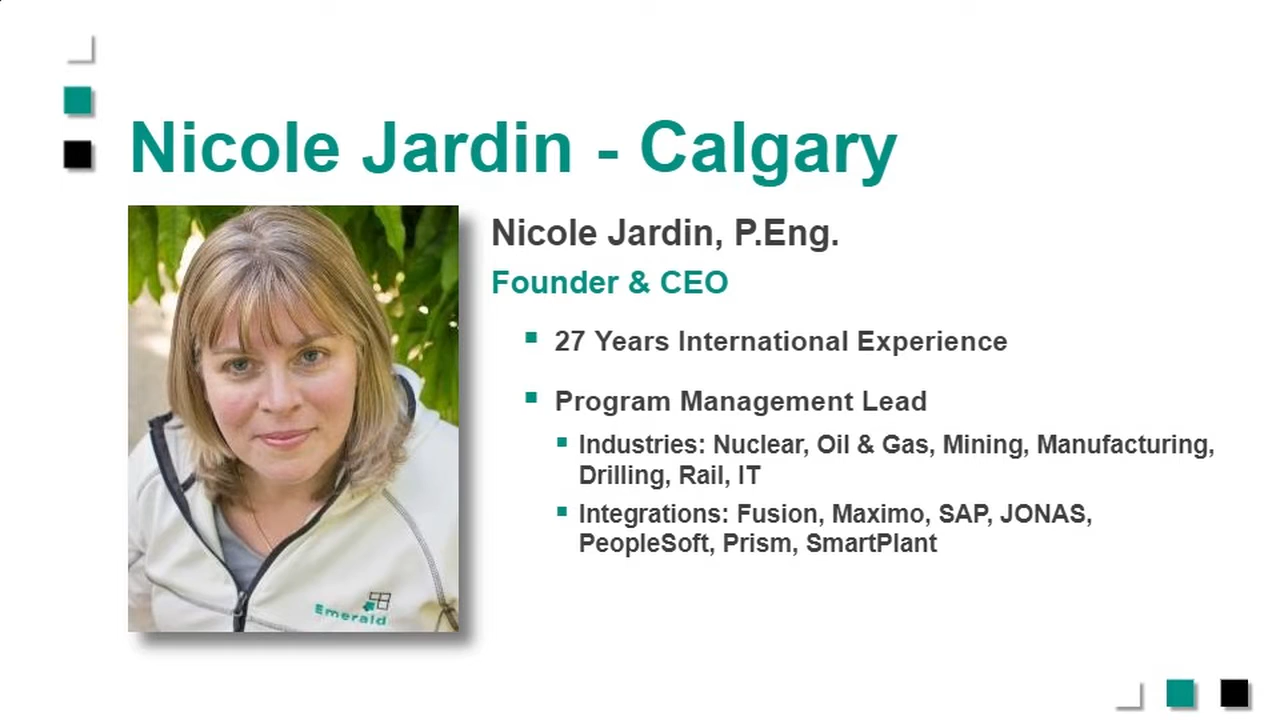 Nicole Jardin - Calgary
Nicole Jardin, P.Eng.
Founder & CEO
27 Years International Experience
Program Management Lead
Industries: Nuclear, Oil & Gas, Mining, Manufacturing,
Drilling, Rail, IT
Integrations: Fusion, Maximo, SAP, JONAS,
PeopleSoft, Prism, SmartPlant
Emerald